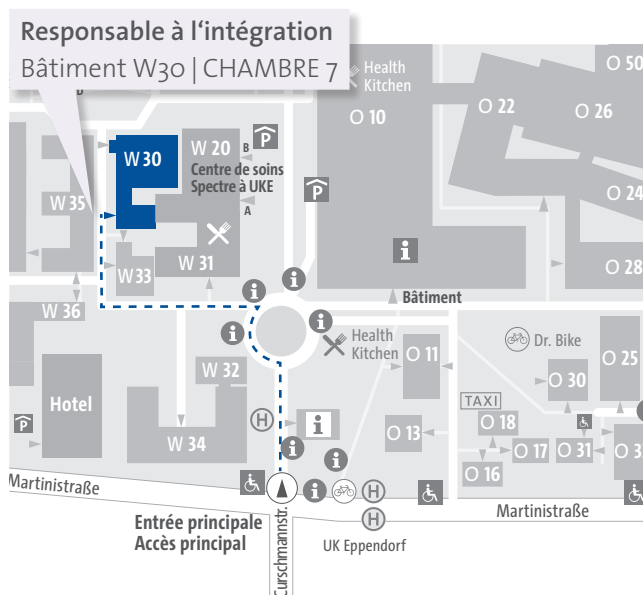 Responsable à l‘intégration
Bâtiment W30 | CHAMBRE 7
Health
Kitchen
O 10
O 22
O 50
O 26
O 24
O 28
W 30
W 20
B
P
Centre de soins
Spectre à UKE
A
P
W 35
W 33
W 31
i
i
i
Bâtiment
W 36
i
i
Health
Kitchen
Dr. Bike
O 11
O 25
O 30
W 32
Hotel
TAXI
P
W 34
H
i
i
O 13
O 18
O 17
O 31
O 3
O 16
i
i
H
Martinistraße
Martinistraße
Entrée principale
Accès principal
H
UK Eppendorf
Curschmannstr.